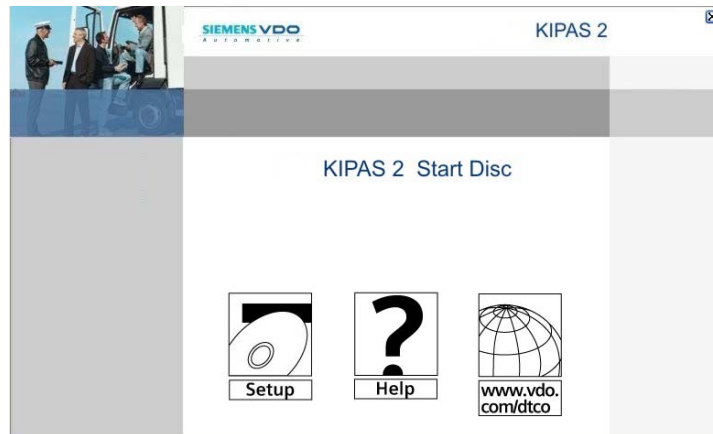 SIEMENS VDO
Automotive
KIPAS 2
KIPAS 2 Start Disc
Setup
Help
www.vdo.
com/dtco